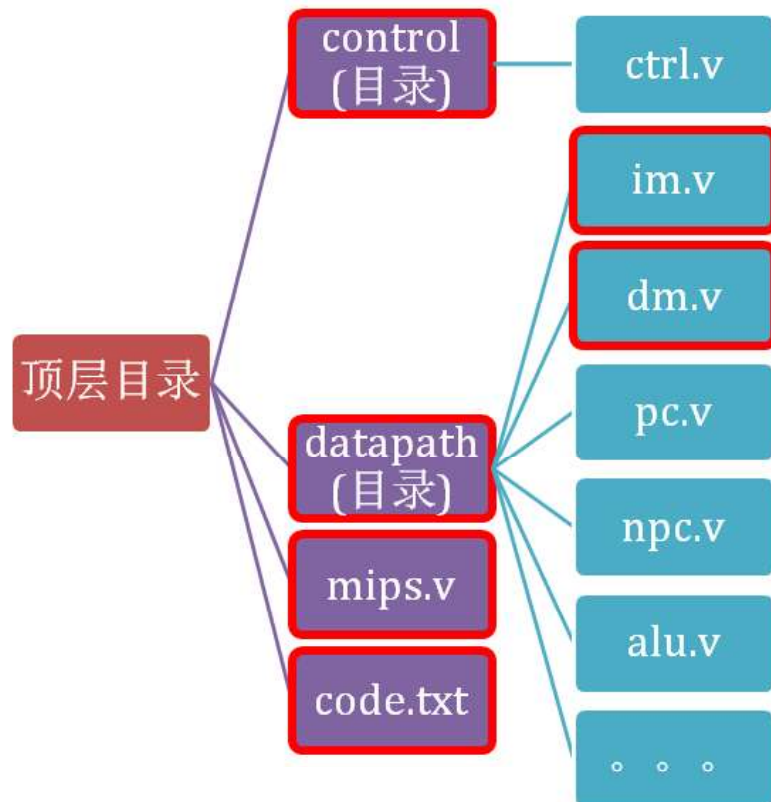 control
(目录)
ctrl.v
im.v
dm.v
顶层目录
datapath
(目录)
pc.v
npc.v
mips.v
alu.v
code.txt
。。。